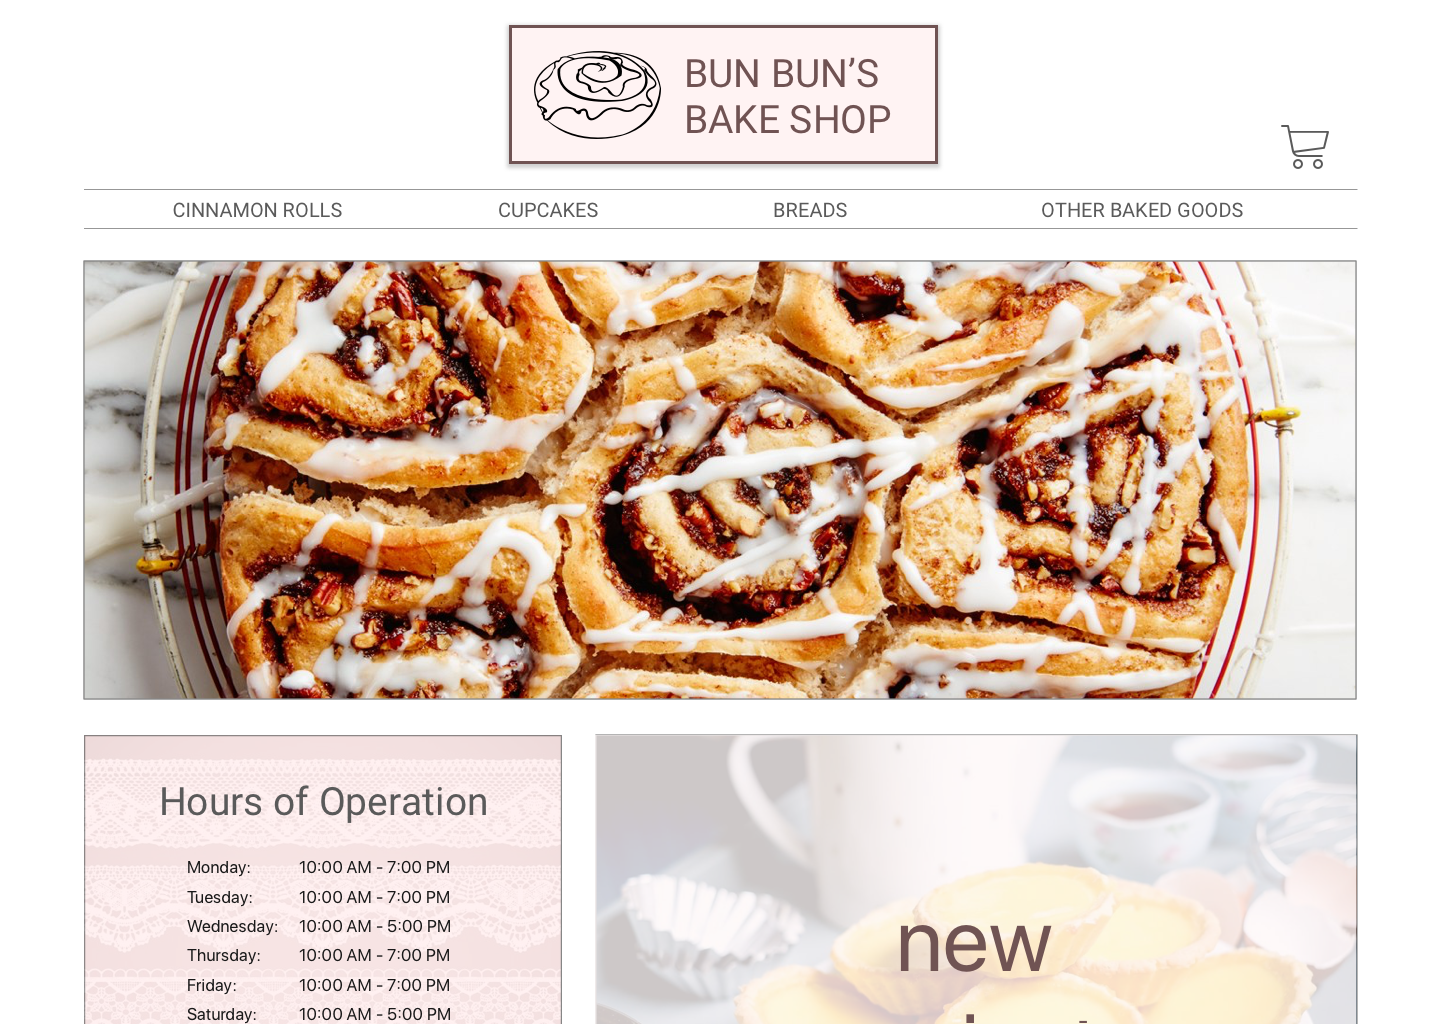 BUN BUN’S
BAKE SHOP
CINNAMON ROLLS
CUPCAKES
BREADS
OTHER BAKED GOODS
Hours of Operation
Monday: 10:00 AM - 7:00 PM
Tuesday: 10:00 AM - 7:00 PM
Wednesday: 10:00 AM - 5:00 PM
Thursday: 10:00 AM - 7:00 PM
Friday: 10:00 AM - 7:00 PM
Saturday: 10:00 AM - 5:00 PM
new